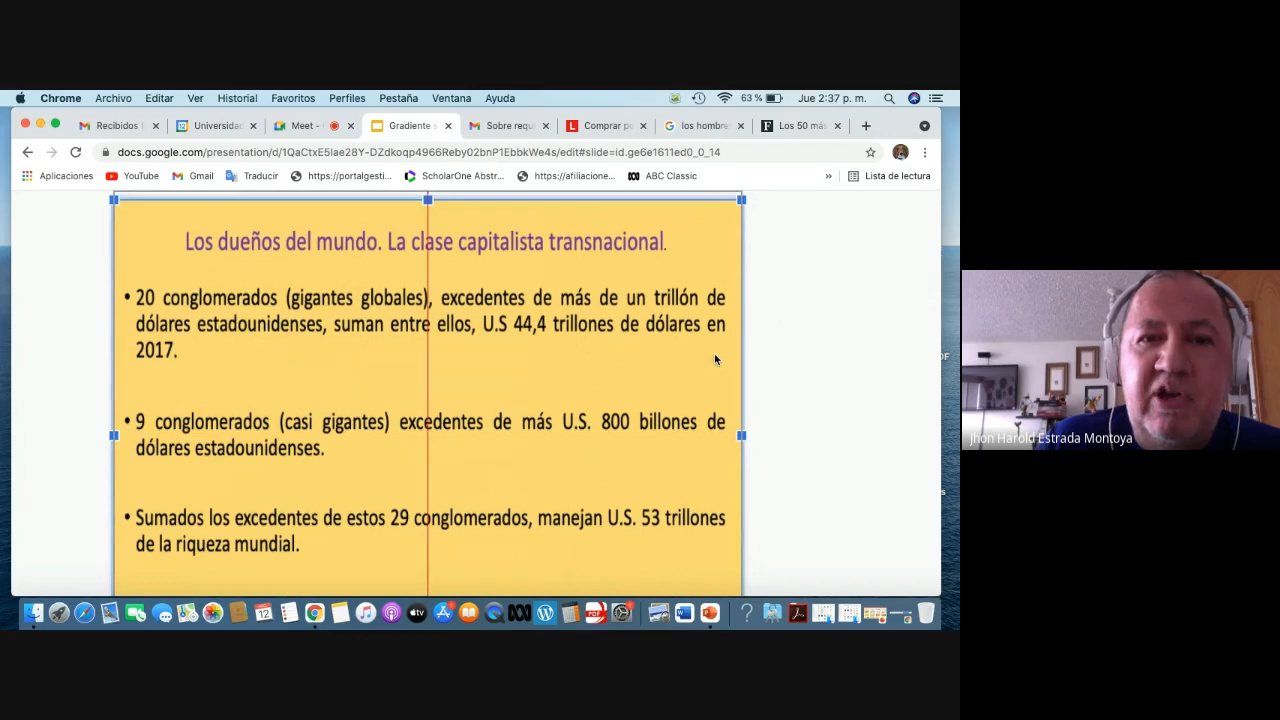 Chrome Archivo Editar Ver Historial Favoritos Perfiles Pestaña Ventana Ayuda 63 % Jue 2:37 p. m.
Recibidos Universidad Meet - Gradiente s Sobre requi Comprar po los hombre Los 50 más
docs.google.com/presentation/d/1QaCtxE5Iae28Y-DZdkoqp4966Reby02bnP1EbbkWe4s/edit#slide=id.ge6e1611ed0_0_14
Aplicaciones YouTube Gmail Traducir https://portalgesti... ScholarOne Abstr... https://afiliacione... ABC Classic » Lista de lectura
Los dueños del mundo. La clase capitalista transnacional.
• 20 conglomerados (gigantes globales), excedentes de más de un trillón de
dólares estadounidenses, suman entre ellos, U.S 44,4 trillones de dólares en
2017.
• 9 conglomerados (casi gigantes) excedentes de más U.S. 800 billones de
dólares estadounidenses.
• Sumados los excedentes de estos 29 conglomerados, manejan U.S. 53 trillones
de la riqueza mundial.
Jhon Harold Estrada Montoya